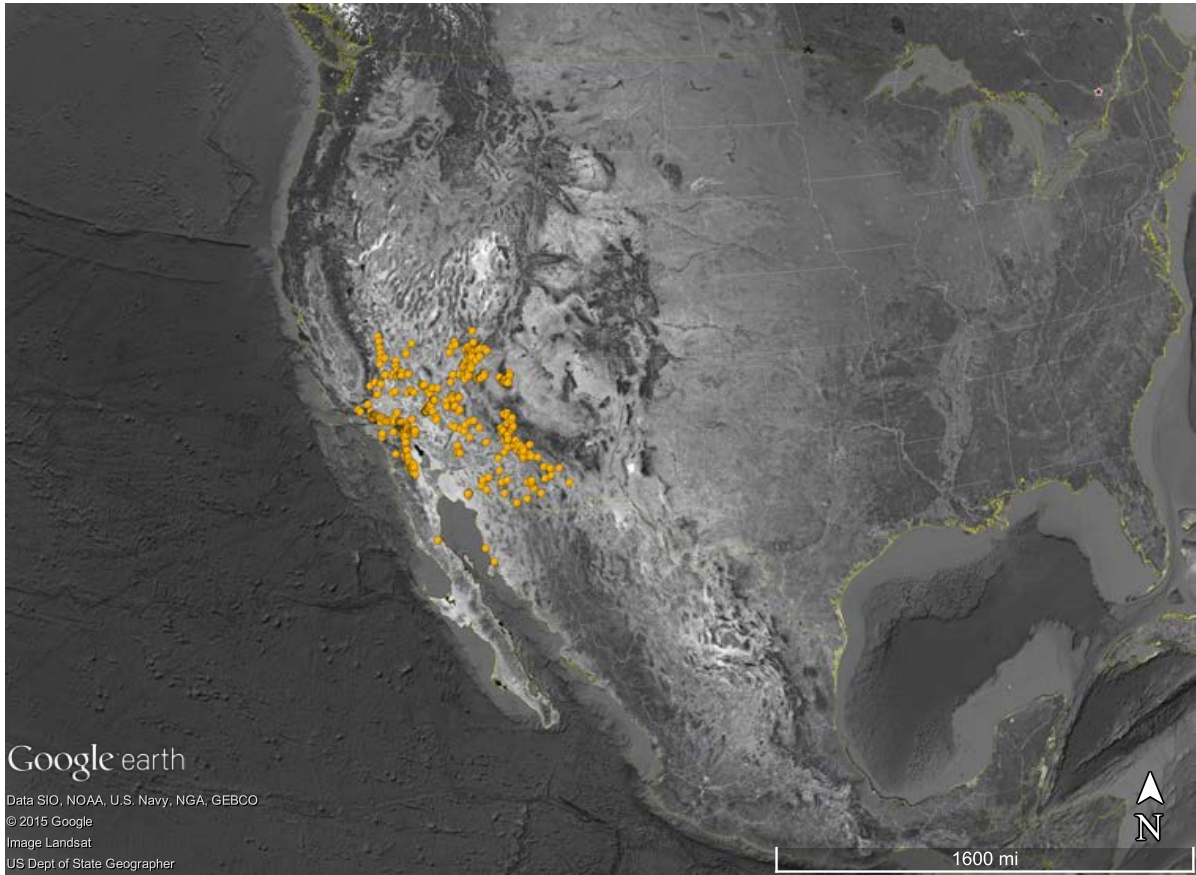 Google earth
Data SIO, NOAA, U.S. Navy, NGA, GEBCO
© 2015 Google
Image Landsat
US Dept of State Geographer
N
1600 mi